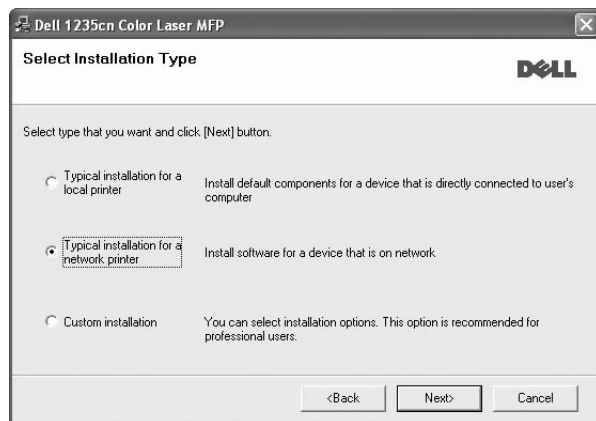 Dell 1235cn Color Laser MFP
Select Installation Type
DELL
Select type that you want and click [Next] button.
Typical installation for a
local printer
Install default components for a device that is directly connected to user's
computer
Typical installation for a
network printer
Install software for a device that is on network
Custom installation
You can select installation options. This option is recommended for
professional users.
<Back
Next>
Cancel